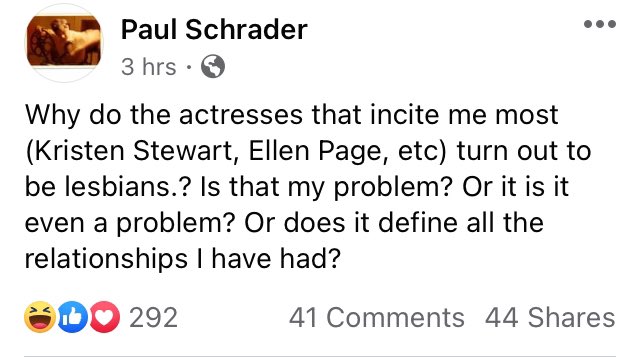 Paul Schrader
3 hrs ·
Why do the actresses that incite me most
(Kristen Stewart, Ellen Page, etc) turn out to
be lesbians.? Is that my problem? Or it is it
even a problem? Or does it define all the
relationships I have had?
292 41 Comments 44 Shares